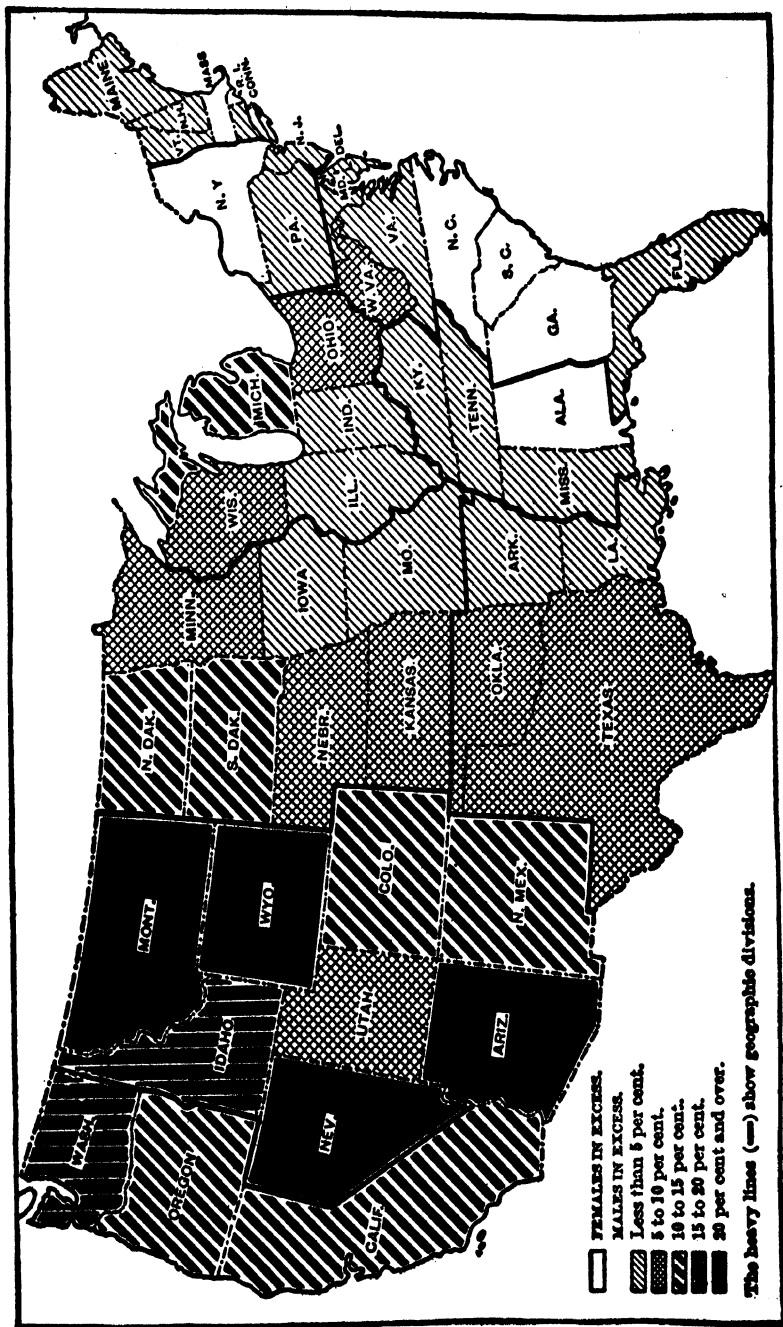 WASH.
OREGON
CALIF.
IDAHO
NEV.
MONT.
WYO.
UTAH
ARIZ.
COLO.
N. MEX.
N. DAK.
S. DAK.
NEBR.
KANSAS.
OKLA.
TEXAS
MINN.
IOWA
MO.
ARK.
LA.
WIS.
ILL.
MICH.
IND.
OHIO
KY.
TENN.
MISS.
ALA.
GA.
FLA.
S. C.
N. C.
VA.
W. VA.
MD.
DEL.
PA.
N. J.
N. Y
CONN.
R. I.
MASS
VT.
N.H.
MAINE
FEMALES IN EXCESS.
MALES IN EXCESS.
Less than 5 per cent.
5 to 10 per cent.
10 to 15 per cent.
15 to 20 per cent.
20 per cent and over.
The heavy lines (—) show geographic divisions.